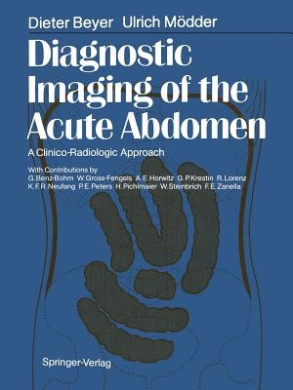 Dieter Beyer Ulrich Mödder
Diagnostic
Imaging of the
Acute Abdomen
A Clinico-Radiologic Approach
With Contributions by
G. Benz-Bohm W. Gross-Fengels A. E. Horwitz G. P. Krestin R. Lorenz
K. F. R. Neufang P. E. Peters H. Pichlmaier W. Steinbrich F. E. Zanella
Springer-Verlag